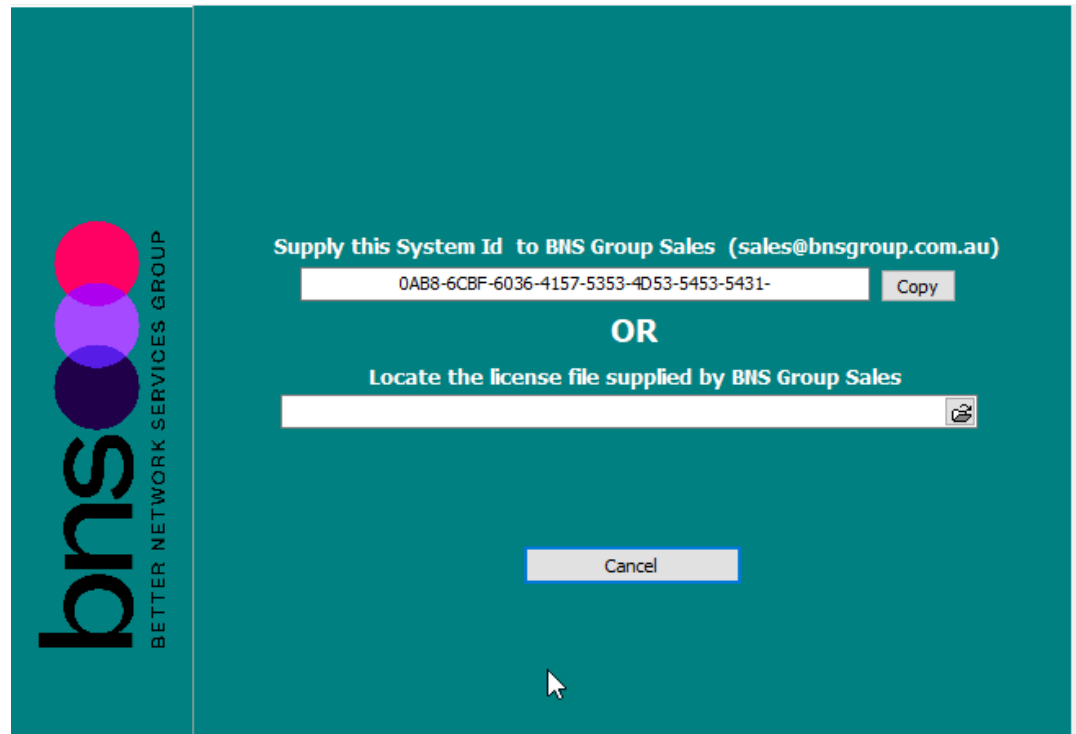 bns
BETTER NETWORK SERVICES GROUP
Supply this System Id  to BNS Group Sales  (sales@bnsgroup.com.au)
0AB8-6CBF-6036-4157-5353-4D53-5453-5431-
Copy
OR
Locate the license file supplied by BNS Group Sales
Cancel